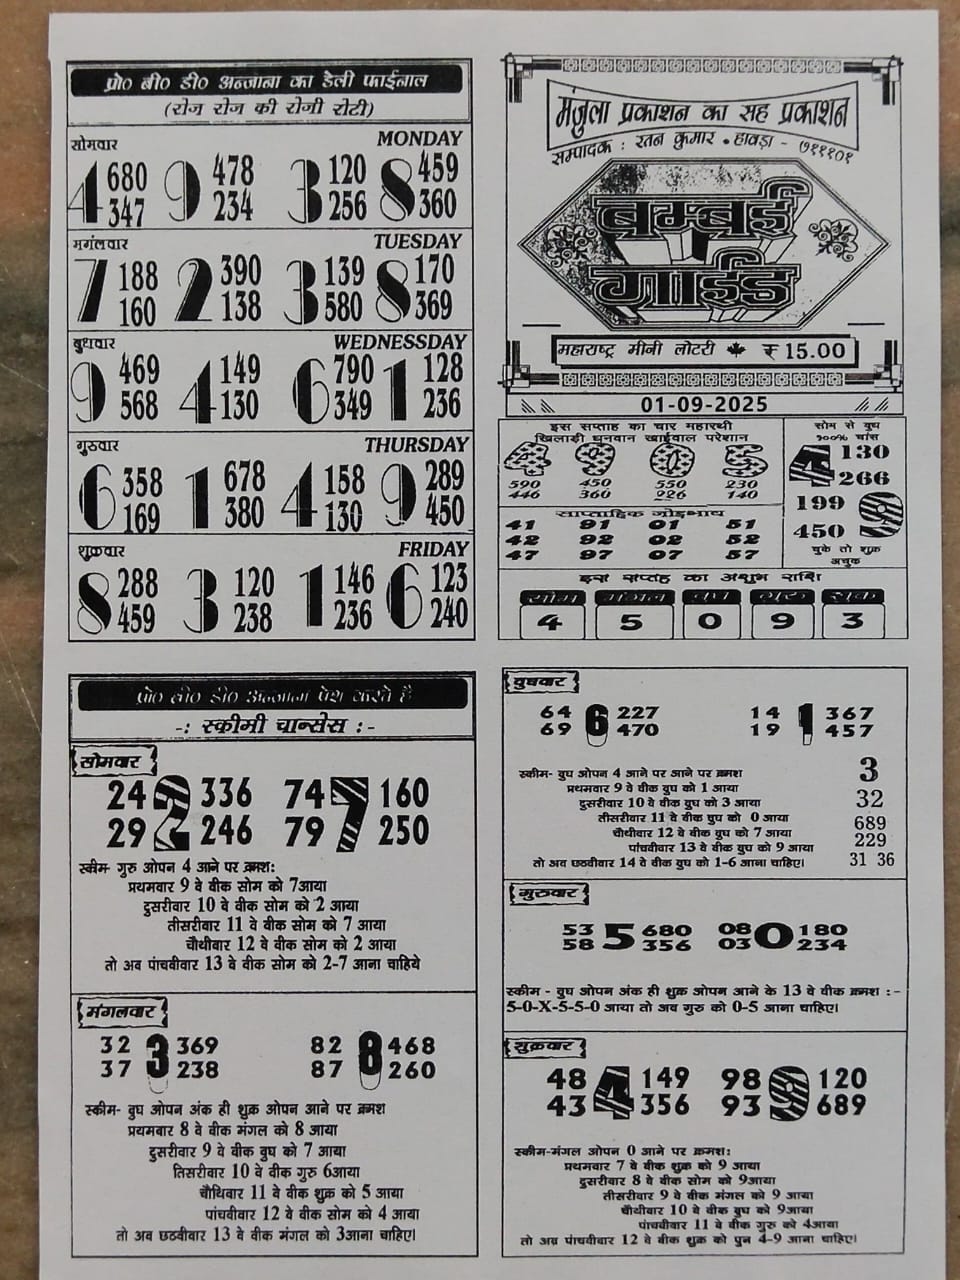 प्रो० बी० डी० अन्जाना का डेली फाईनाल
(रोज रोज की रोजी रोटी)
सोमवार MONDAY
4 680 347 9 478 234 3 120 256 8 459 360
मगंलवार TUESDAY
7 188 160 2 390 138 3 139 580 8 170 369
बुधवार WEDNESDAY
9 469 568 4 149 130 6 790 349 1 128 236
गुरुवार THURSDAY
6 358 169 1 678 380 4 158 130 9 289 450
शुक्रवार FRIDAY
8 288 459 3 120 238 1 146 236 6 123 240
मंजुला प्रकाशन का सह प्रकाशन
सम्पादक : रतन कुमार • हावड़ा - ७१११०१
बम्बई
गाईड
महाराष्ट्र मीनी लोटरी ₹ 15.00
01-09-2025
इस सप्ताह का चार महारथी
खिलाड़ी धनवान खाईवाल परेशान
4 9 0 5
590 450 550 230
446 360 226 140
साप्ताहिक जोड़भाव
41 91 01 51
42 92 02 52
47 97 07 57
सोम से बुध
१००% चांस
4 130
266
199 9
450
चुके तो शुक्र
अचुक
इस सप्तह का अशुभ राशि
सोम मंगल बुध गुरु शुक्र
4 5 0 9 3
प्रो० बी० डी० अन्जाना पेश करते है
-: स्कीमी चान्सेस :-
सोमवार
24 2 336 74 7 160
29 246 79 250
स्कीम- गुरु ओपन 4 आने पर क्रमश:
प्रथमवार 9 वे वीक सोम को 7आया
दुसरीवार 10 वे वीक सोम को 2 आया
तीसरीवार 11 वे वीक सोम को 7 आया
चौथीवार 12 वे वीक सोम को 2 आया
तो अब पांचवीवार 13 वे वीक सोम को 2-7 आना चाहिये
मंगलवार
32 3 369 82 8 468
37 238 87 260
स्कीम- बुध ओपन अंक ही शुक्र ओपन आने पर क्रमश
प्रथमवार 8 वे वीक मंगल को 8 आया
दुसरीवार 9 वे वीक बुध को 7 आया
तिसरीवार 10 वे वीक गुरु 6आया
चौथिवार 11 वे वीक शुक्र को 5 आया
पांचवीवार 12 वे वीक सोम को 4 आया
तो अब छठवीवार 13 वे वीक मंगल को 3आना चाहिए।
बुधवार
64 6 227 14 1 367
69 470 19 457
स्कीम- बुध ओपन 4 आने पर आने पर क्रमश
प्रथमवार 9 वे वीक बुध को 1 आया
दुसरीवार 10 वे वीक बुध को 3 आया
तीसरीवार 11 वे वीक बुध को 0 आया
चौथीवार 12 वे वीक बुध को 7 आया
पांचवीवार 13 वे वीक बुध को 9 आया
तो अब छठवीवार 14 वे वीक बुध को 1-6 आना चाहिए।
3
32
689
229
31 36
गुरुवार
53 5 680 08 0 180
58 356 03 234
स्कीम - बुध ओपन अंक ही शुक्र ओपन आने के 13 वे वीक क्रमश :-
5-0-X-5-5-0 आया तो अब गुरु को 0-5 आना चाहिए।
शुक्रवार
48 4 149 98 9 120
43 356 93 689
स्कीम-मंगल ओपन 0 आने पर क्रमश:
प्रथमवार 7 वे वीक शुक्र को 9 आया
दुसरीवार 8 वे वीक सोम को 9आया
तीसरीवार 9 वे वीक मंगल को 9 आया
चौथीवार 10 वे वीक बुध को 9आया
पंचवीवार 11 वे वीक गुरु को 4आया
तो अब पांचवीवार 12 वे वीक शुक्र को पुन 4-9 आना चाहिए।